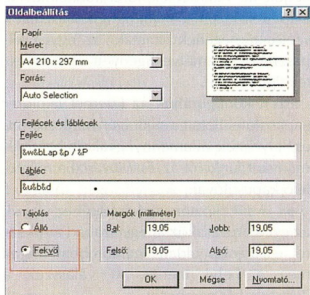 Oldalbeállítás
Papír
Méret:
A4 210 x 297 mm
Forrás:
Auto Selection
Fejlécek és láblécek
Fejléc
&w&bLap &p / &P
Lábléc
&u&b&d
Tájolás
Álló
Fekvő
Margók (milliméter)
Bal: 19,05 Jobb: 19,05
Felső: 19,05 Alsó: 19,05
OK Mégse Nyomtató...